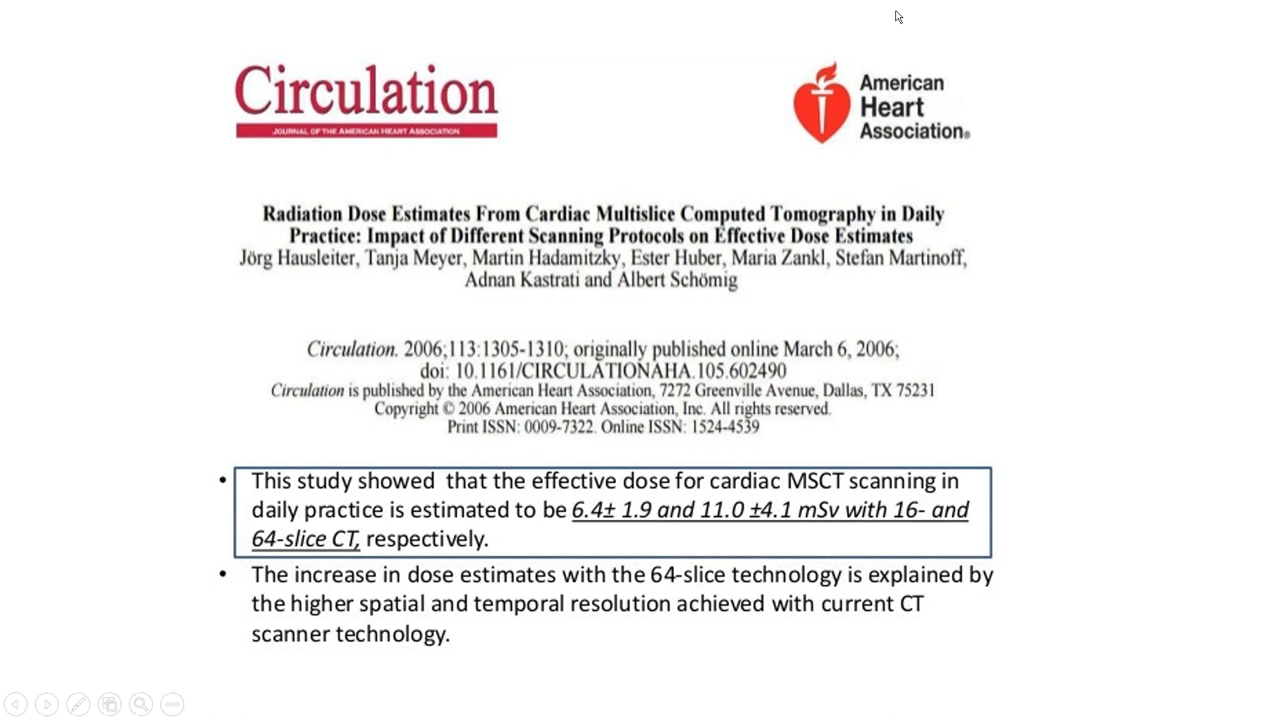 Circulation
JOURNAL OF THE AMERICAN HEART ASSOCIATION
American
Heart
Association®
Radiation Dose Estimates From Cardiac Multislice Computed Tomography in Daily
Practice: Impact of Different Scanning Protocols on Effective Dose Estimates
Jörg Hausleiter, Tanja Meyer, Martin Hadamitzky, Ester Huber, Maria Zankl, Stefan Martinoff,
Adnan Kastrati and Albert Schömig
Circulation. 2006;113:1305-1310; originally published online March 6, 2006;
doi: 10.1161/CIRCULATIONAHA.105.602490
Circulation is published by the American Heart Association, 7272 Greenville Avenue, Dallas, TX 75231
Copyright © 2006 American Heart Association, Inc. All rights reserved.
Print ISSN: 0009-7322. Online ISSN: 1524-4539
• This study showed that the effective dose for cardiac MSCT scanning in
daily practice is estimated to be 6.4± 1.9 and 11.0 ±4.1 mSv with 16- and
64-slice CT, respectively.
• The increase in dose estimates with the 64-slice technology is explained by
the higher spatial and temporal resolution achieved with current CT
scanner technology.